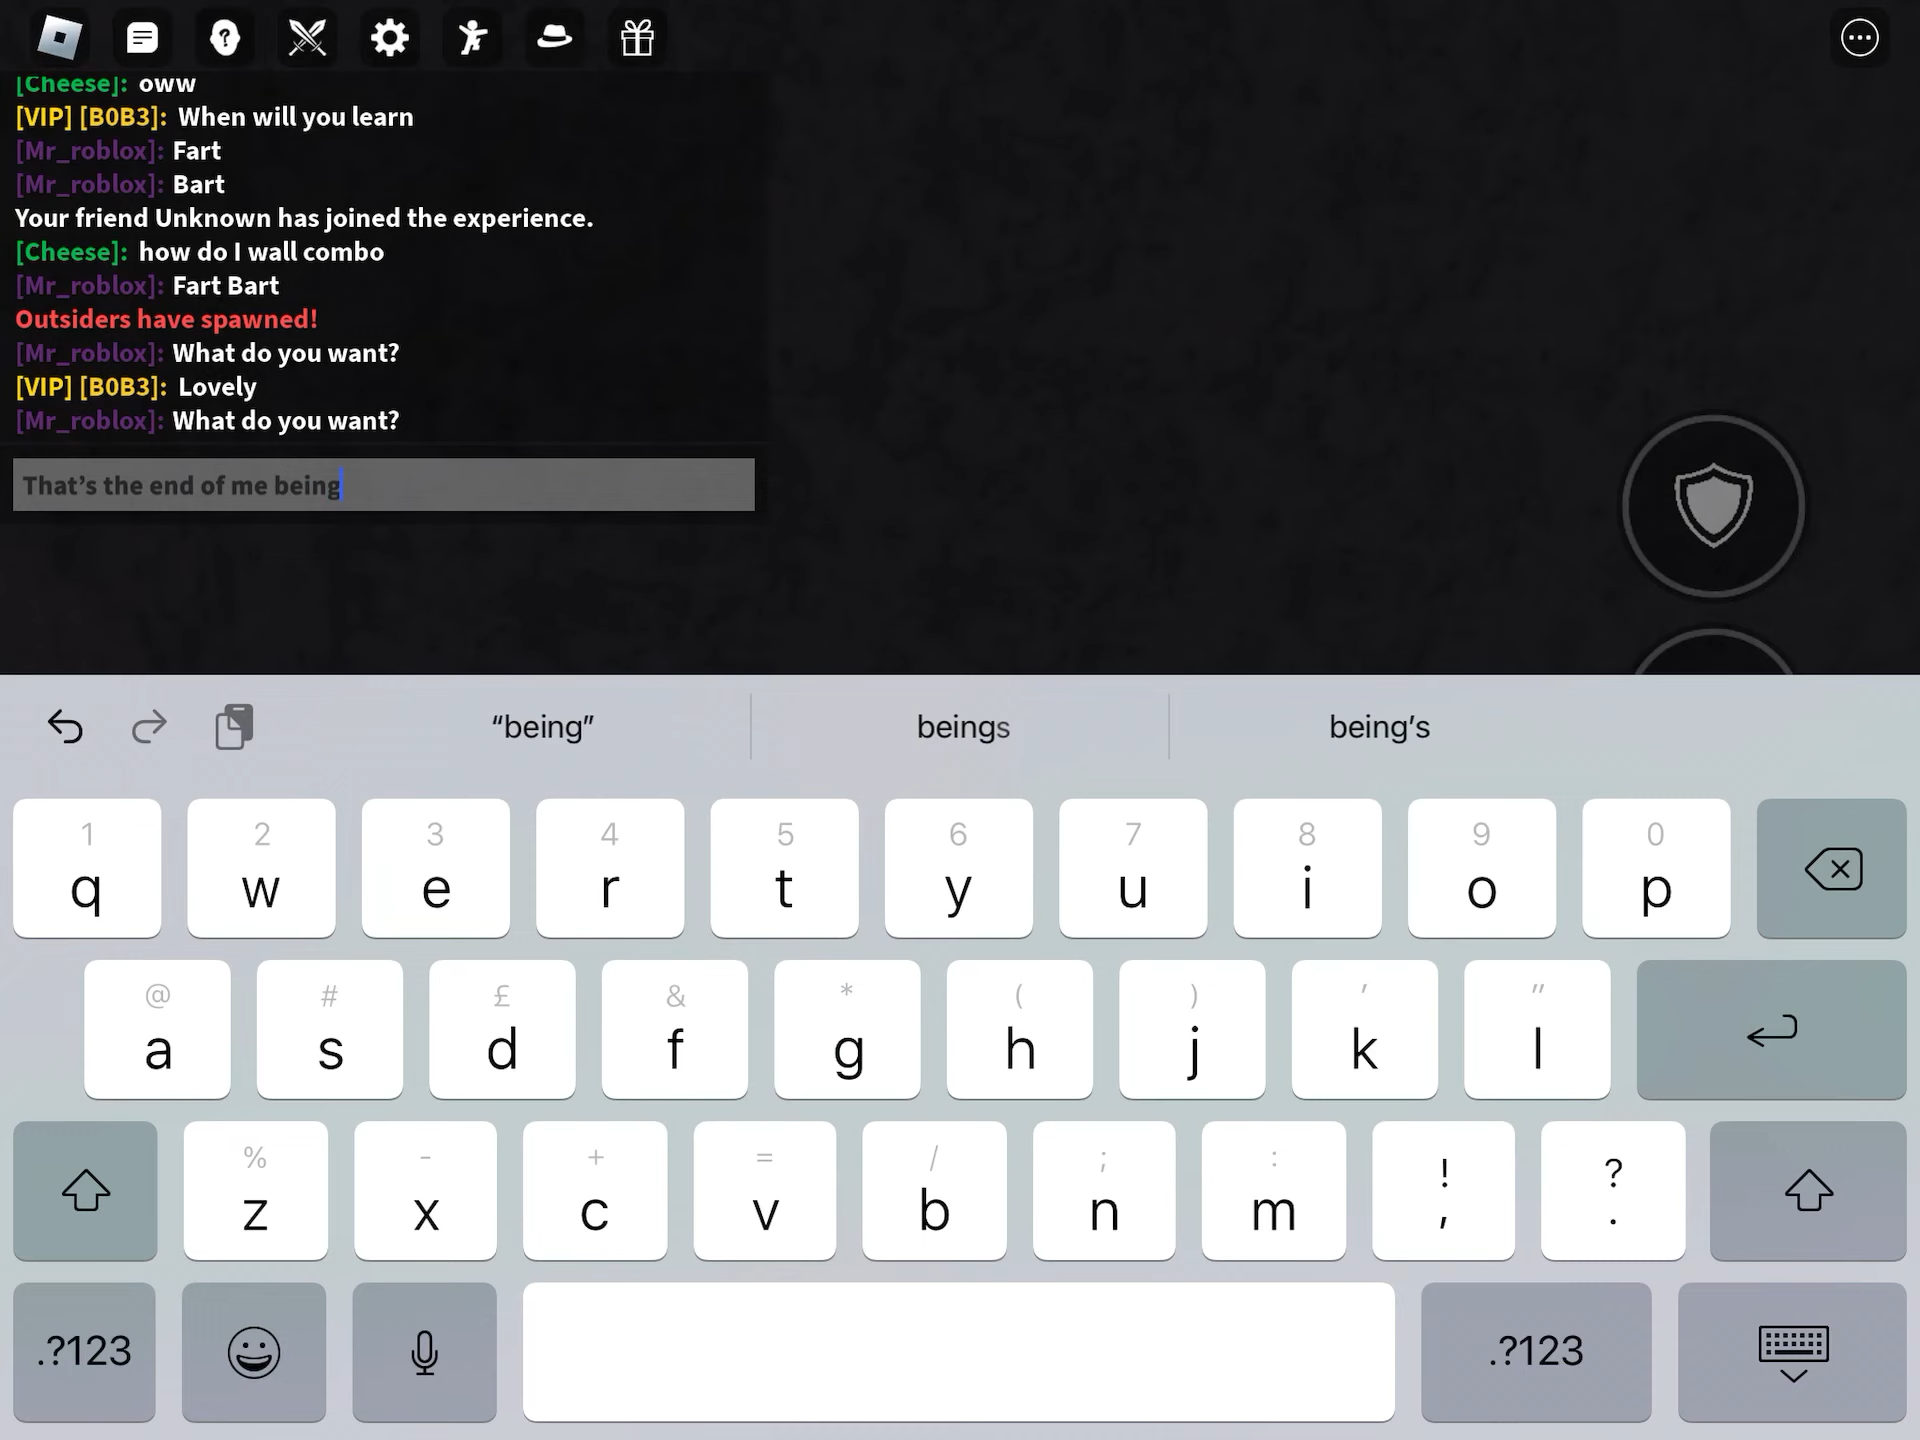 [Cheese]: oww
[VIP] [B0B3]: When will you learn
[Mr_roblox]: Fart
[Mr_roblox]: Bart
Your friend Unknown has joined the experience.
[Cheese]: how do I wall combo
[Mr_roblox]: Fart Bart
Outsiders have spawned!
[Mr_roblox]: What do you want?
[VIP] [B0B3]: Lovely
[Mr_roblox]: What do you want?
That’s the end of me being
“being” beings being’s
1 2 3 4 5 6 7 8 9 0
q w e r t y u i o p
@ # £ & * ( ) ' "
a s d f g h j k l
% - + = / ; : ! ?
z x c v b n m , .
.?123 .?123